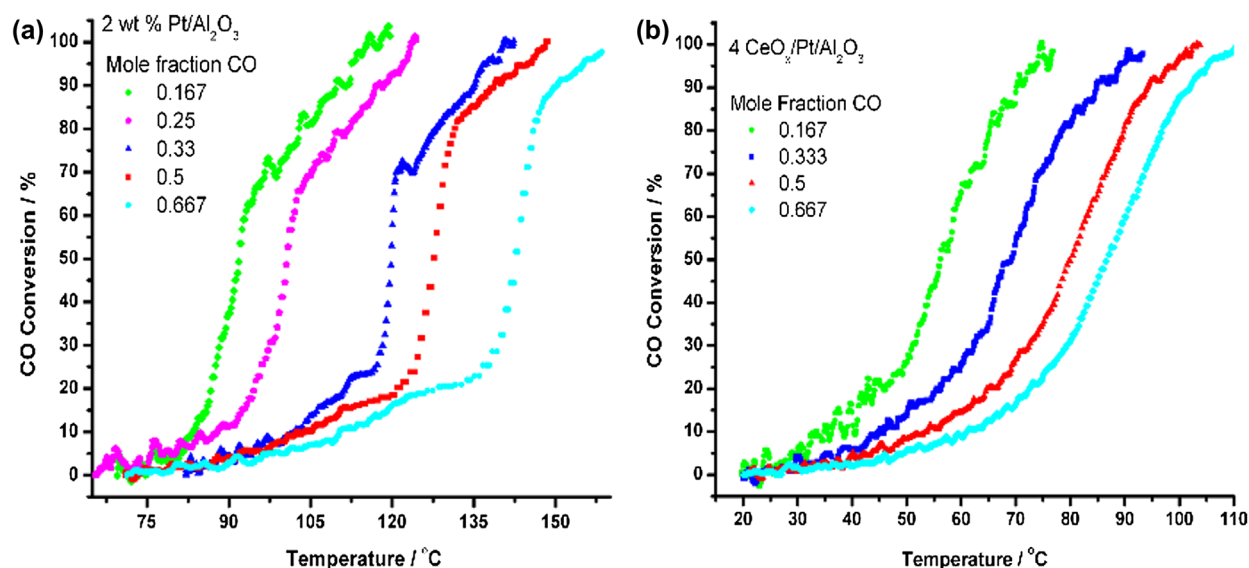 (a)
2 wt % Pt/Al₂O₃
Mole fraction CO
0.167
0.25
0.33
0.5
0.667
CO Conversion / %
100
90
80
70
60
50
40
30
20
10
0
75 90 105 120 135 150
Temperature / °C
(b)
4 CeOₓ/Pt/Al₂O₃
Mole Fraction CO
0.167
0.333
0.5
0.667
CO Conversion / %
100
90
80
70
60
50
40
30
20
10
0
20 30 40 50 60 70 80 90 100 110
Temperature / °C